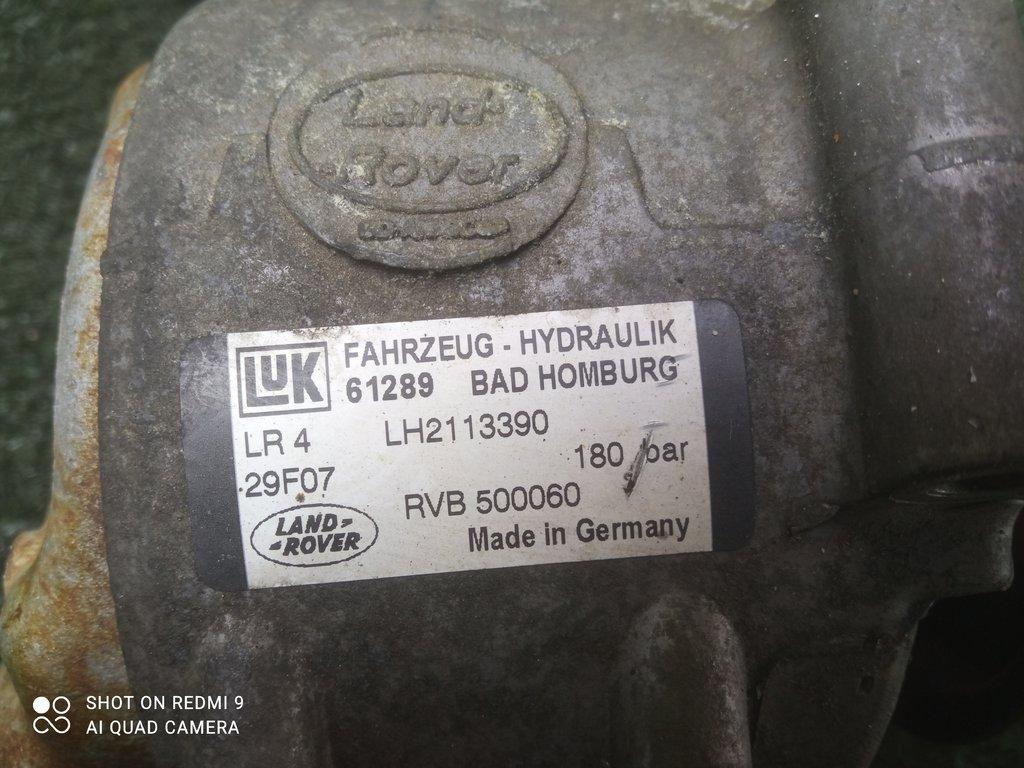 Land-
-Rover
LUK
FAHRZEUG - HYDRAULIK
61289 BAD HOMBURG
LR 4 LH2113390
180 bar
29F07
RVB 500060
LAND-
-ROVER
Made in Germany
SHOT ON REDMI 9
AI QUAD CAMERA